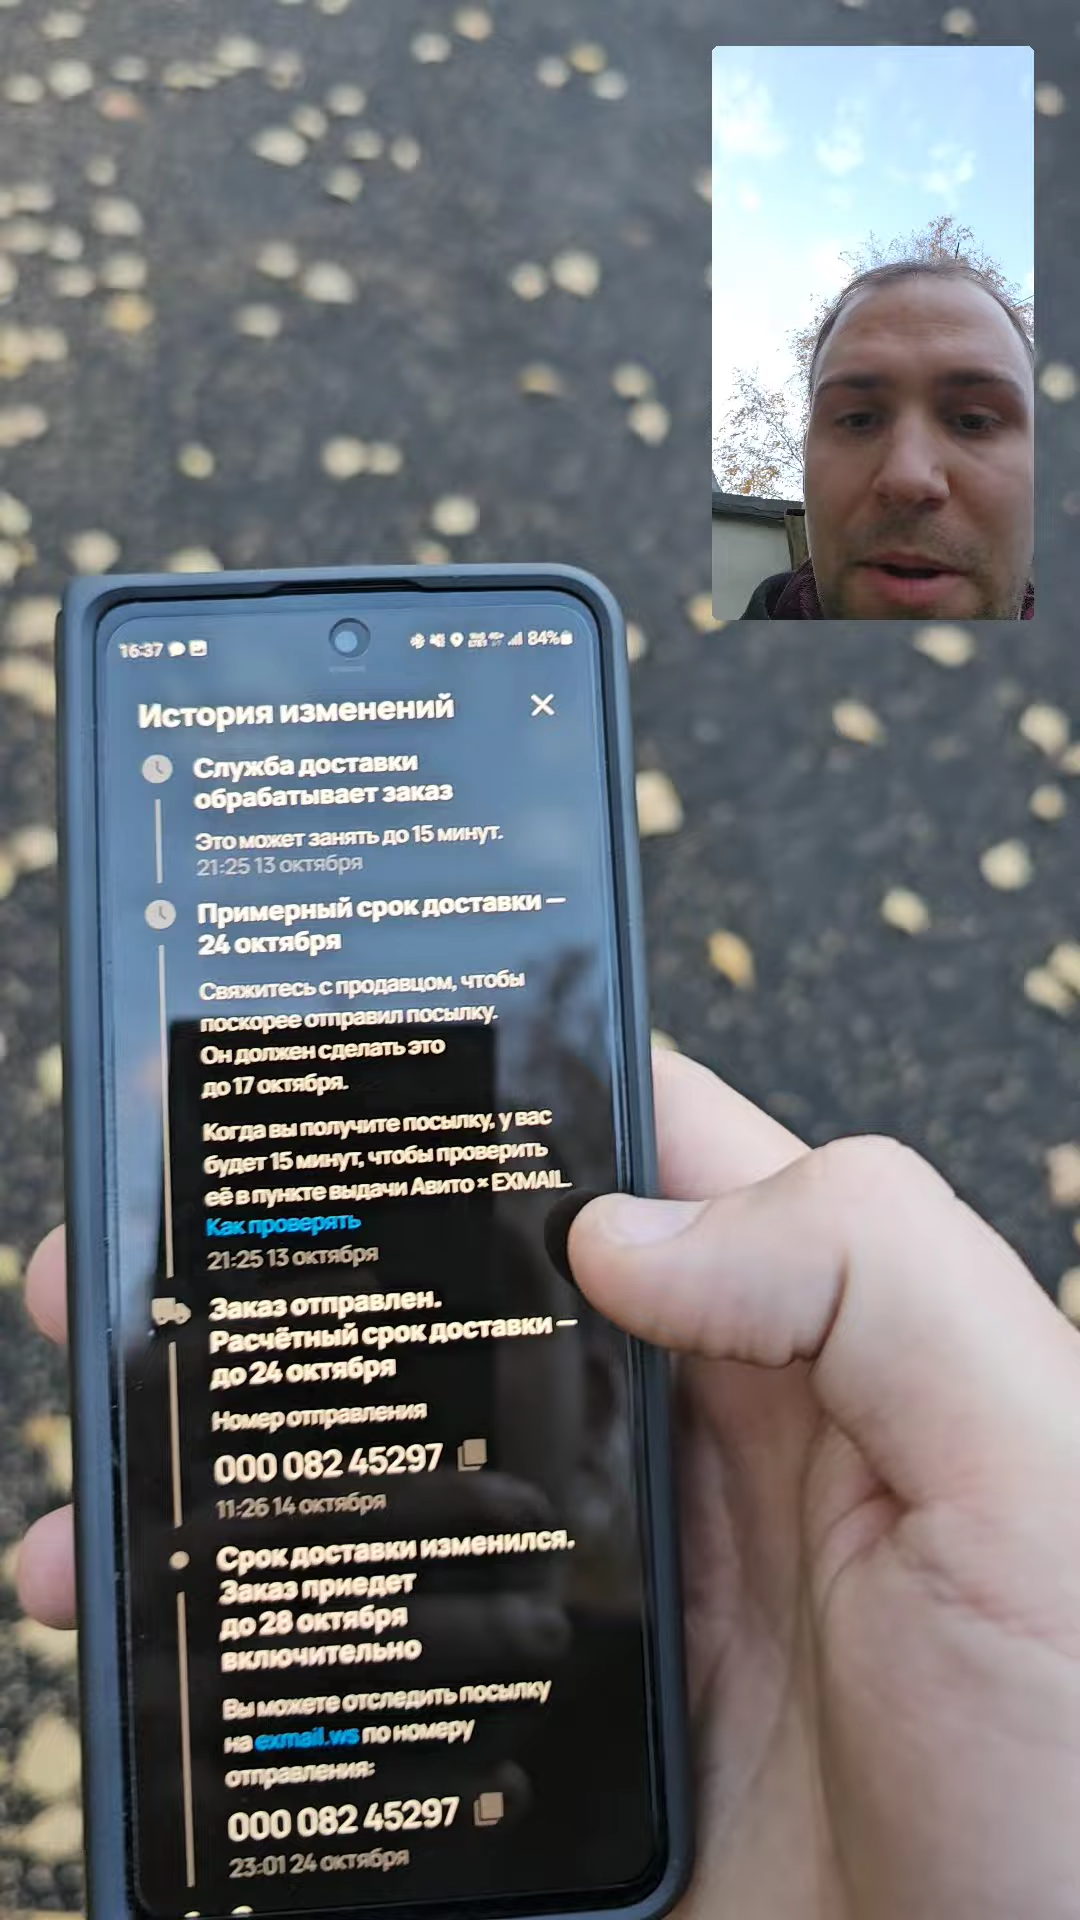 16:37
84%
История изменений
Служба доставки
обрабатывает заказ
Это может занять до 15 минут.
21:25 13 октября
Примерный срок доставки —
24 октября
Свяжитесь с продавцом, чтобы
поскорее отправил посылку.
Он должен сделать это
до 17 октября.
Когда вы получите посылку, у вас
будет 15 минут, чтобы проверить
её в пункте выдачи Авито × EXMAIL.
Как проверять
21:25 13 октября
Заказ отправлен.
Расчётный срок доставки —
до 24 октября
Номер отправления
000 082 45297
11:26 14 октября
Срок доставки изменился.
Заказ приедет
до 28 октября
включительно
Вы можете отследить посылку
на exmail.ws по номеру
отправления:
000 082 45297
23:01 24 октября